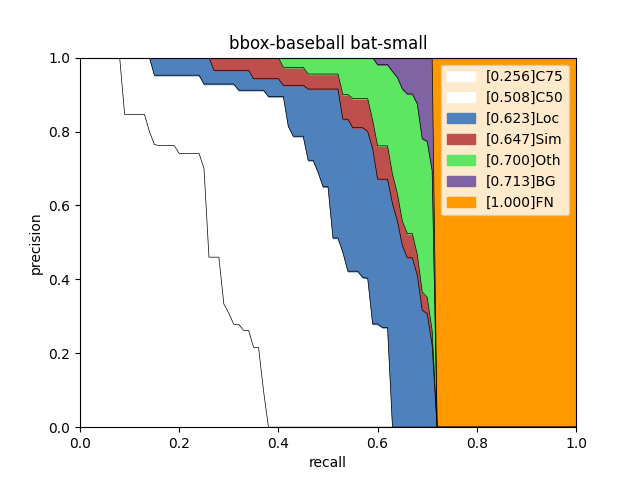 bbox-baseball bat-small
1.0
0.8
0.6
0.4
0.2
0.0
precision
[0.256]C75
[0.508]C50
[0.623]Loc
[0.647]Sim
[0.700]Oth
[0.713]BG
[1.000]FN
0.0 0.2 0.4 0.6 0.8 1.0
recall